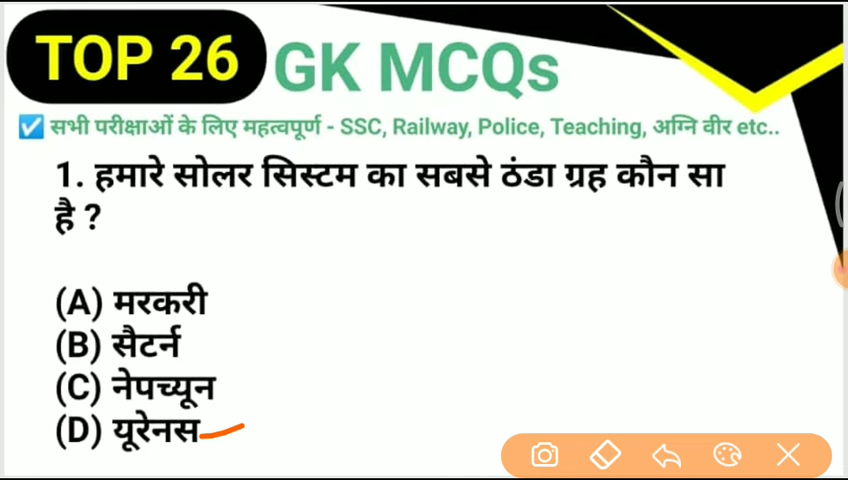 TOP 26 GK MCQs
सभी परीक्षाओं के लिए महत्वपूर्ण - SSC, Railway, Police, Teaching, अग्नि वीर etc..
1. हमारे सोलर सिस्टम का सबसे ठंडा ग्रह कौन सा
है ?
(A) मरकरी
(B) सैटर्न
(C) नेपच्यून
(D) यूरेनस